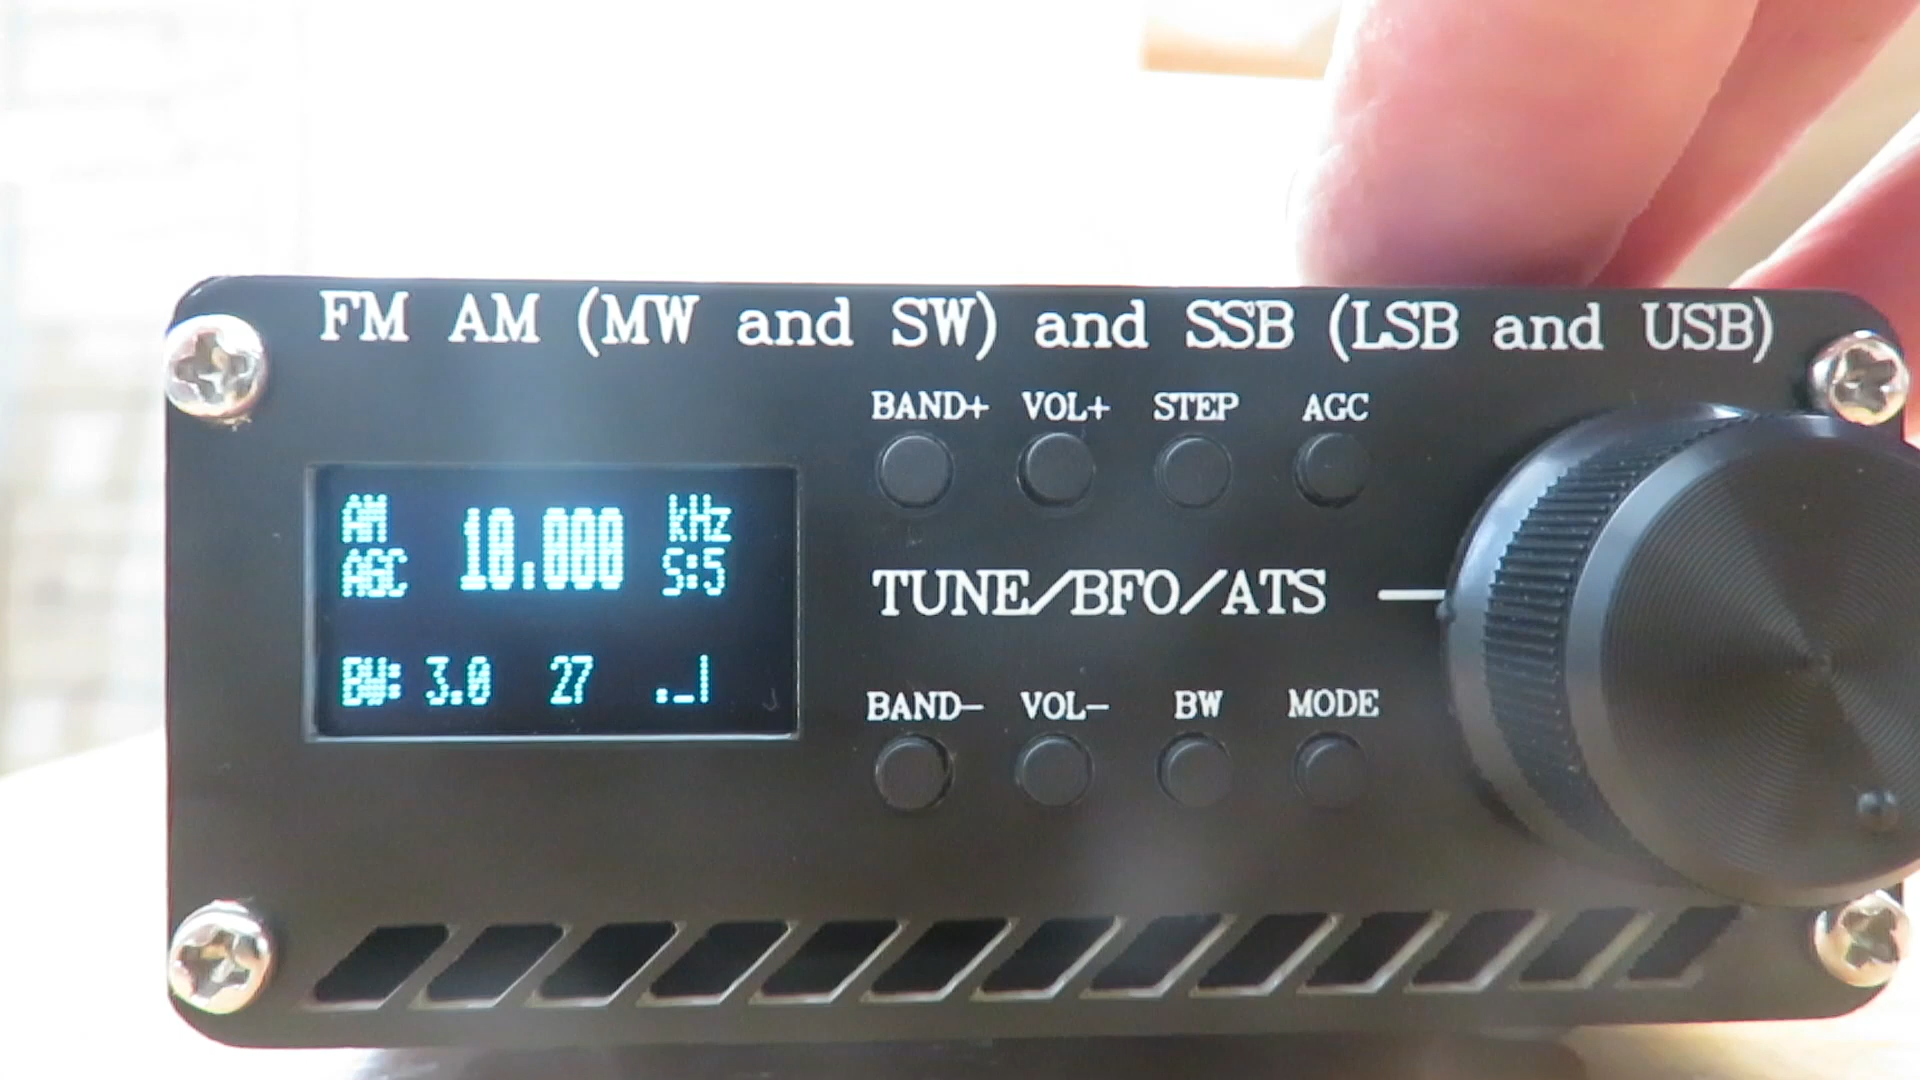 FM AM (MW and SW) and SSB (LSB and USB)
BAND+ VOL+ STEP AGC
AM 10.000 kHz
AGC S:5
TUNE/BFO/ATS
BW: 3.0 27
BAND- VOL- BW MODE